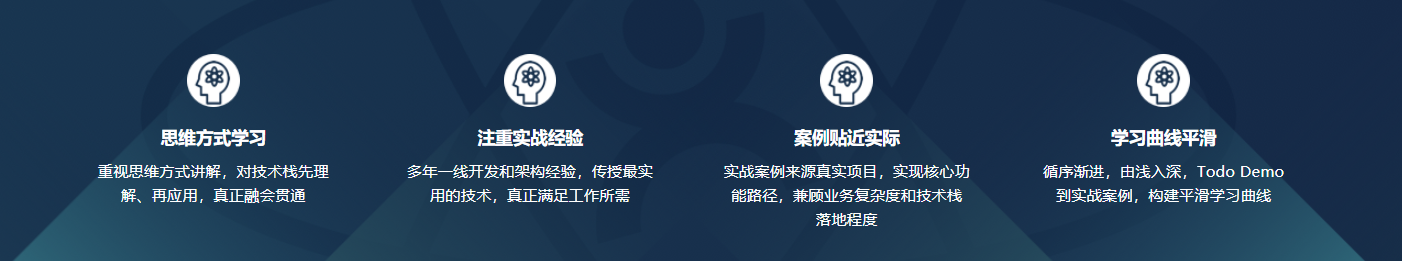 思维方式学习
重视思维方式讲解，对技术栈先理
解、再应用，真正融会贯通
注重实战经验
多年一线开发和架构经验，传授最实
用的技术，真正满足工作所需
案例贴近实际
实战案例来源真实项目，实现核心功
能路径，兼顾业务复杂度和技术栈
落地程度
学习曲线平滑
循序渐进，由浅入深，Todo Demo
到实战案例，构建平滑学习曲线